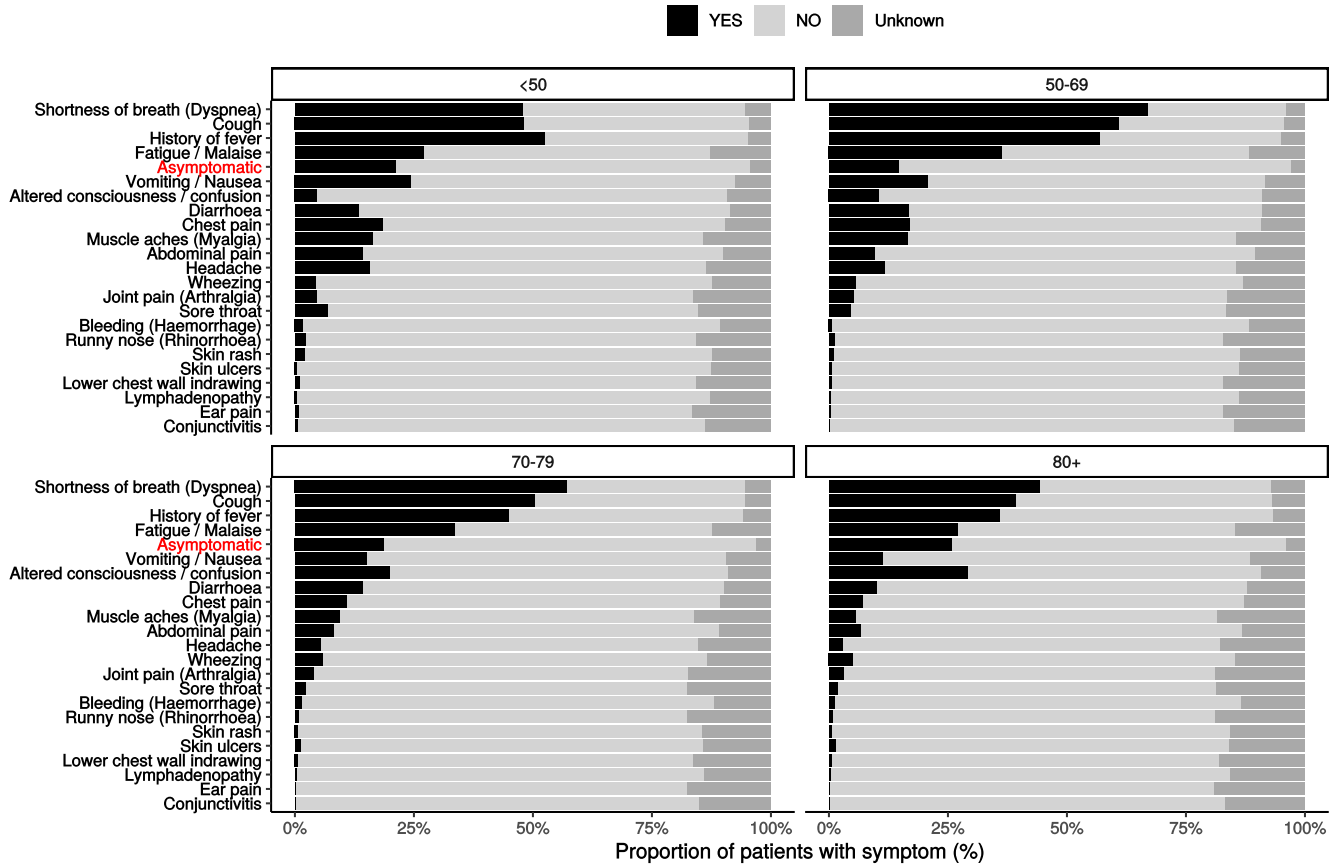 YES NO Unknown
<50 50-69
Shortness of breath (Dyspnea)
Cough
History of fever
Fatigue / Malaise
Asymptomatic
Vomiting / Nausea
Altered consciousness / confusion
Diarrhoea
Chest pain
Muscle aches (Myalgia)
Abdominal pain
Headache
Wheezing
Joint pain (Arthralgia)
Sore throat
Bleeding (Haemorrhage)
Runny nose (Rhinorrhoea)
Skin rash
Skin ulcers
Lower chest wall indrawing
Lymphadenopathy
Ear pain
Conjunctivitis
70-79 80+
Shortness of breath (Dyspnea)
Cough
History of fever
Fatigue / Malaise
Asymptomatic
Vomiting / Nausea
Altered consciousness / confusion
Diarrhoea
Chest pain
Muscle aches (Myalgia)
Abdominal pain
Headache
Wheezing
Joint pain (Arthralgia)
Sore throat
Bleeding (Haemorrhage)
Runny nose (Rhinorrhoea)
Skin rash
Skin ulcers
Lower chest wall indrawing
Lymphadenopathy
Ear pain
Conjunctivitis
0% 25% 50% 75% 100% 0% 25% 50% 75% 100%
Proportion of patients with symptom (%)